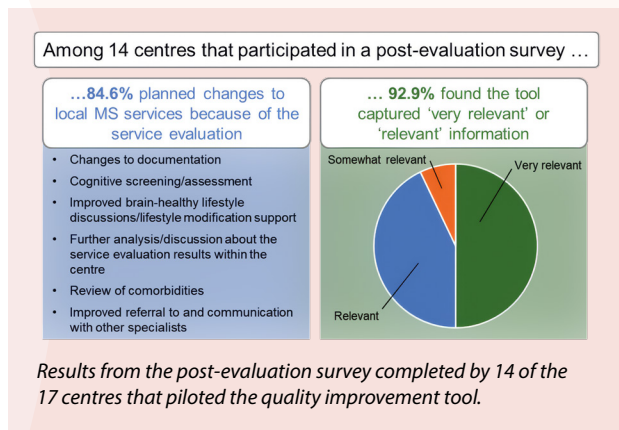 Among 14 centres that participated in a post-evaluation survey …
…84.6% planned changes to
local MS services because of the
service evaluation
• Changes to documentation
• Cognitive screening/assessment
• Improved brain-healthy lifestyle
discussions/lifestyle modification support
• Further analysis/discussion about the
service evaluation results within the
centre
• Review of comorbidities
• Improved referral to and communication
with other specialists
… 92.9% found the tool
captured ‘very relevant’ or
‘relevant’ information
Somewhat relevant
Very relevant
Relevant
Results from the post-evaluation survey completed by 14 of the
17 centres that piloted the quality improvement tool.